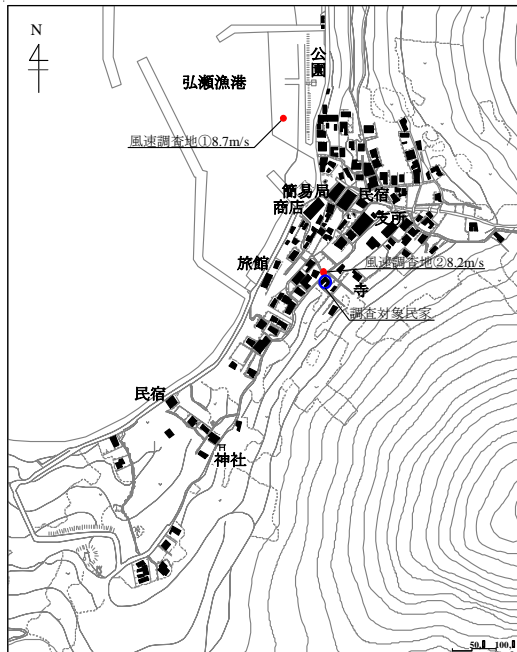 N
公園
弘瀬漁港
風速調査地①8.7m/s
簡易局
民宿
商店
支所
旅館
風速調査地②8.2m/s
寺
調査対象民家
民宿
神社
50 100